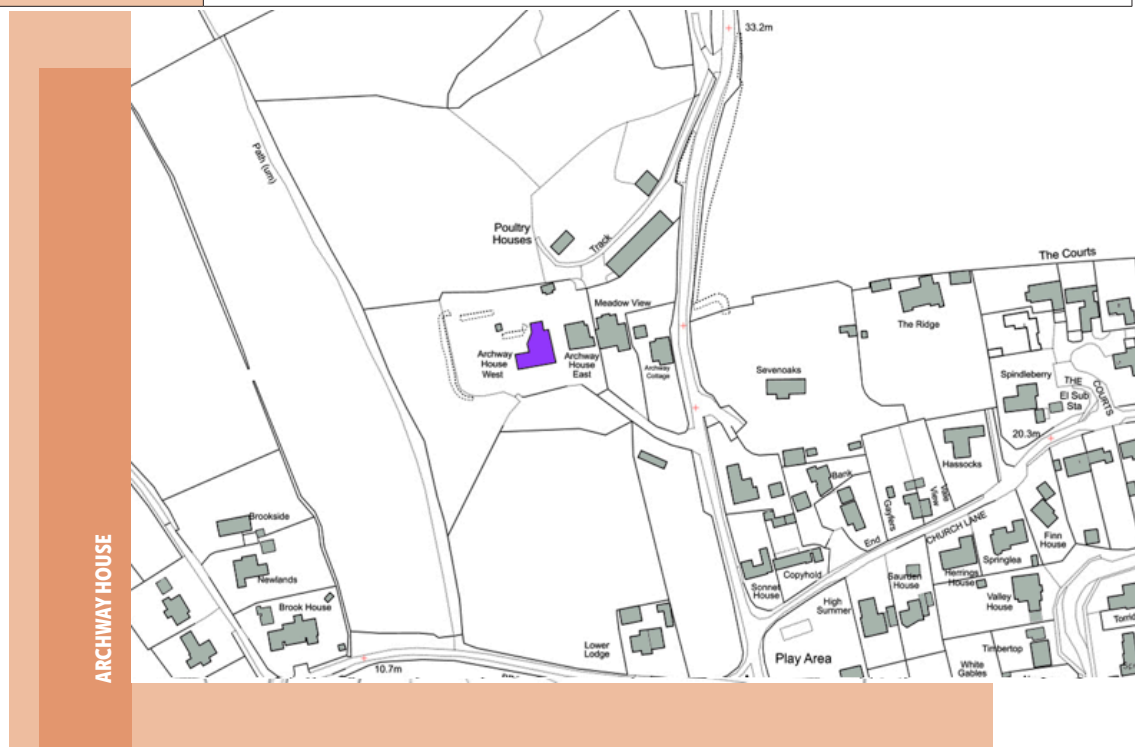 ARCHWAY HOUSE
33.2m
Path (um)
Poultry
Houses
Track
The Courts
Meadow View
The Ridge
Archway
House
West
Archway
House
East
Archway
Cottage
Sevenoaks
Spindleberry
THE
COURTS
El Sub
Sta
20.3m
Hassocks
Bank
Vale
View
Gayfers
End
CHURCH LANE
Finn
House
Brookside
Newlands
Brook House
Sonnet
House
Copyhold
Saurden
House
Herrings
House
Springlea
High
Summer
Valley
House
Lower
Lodge
Play Area
Timbertop
White
Gables
10.7m